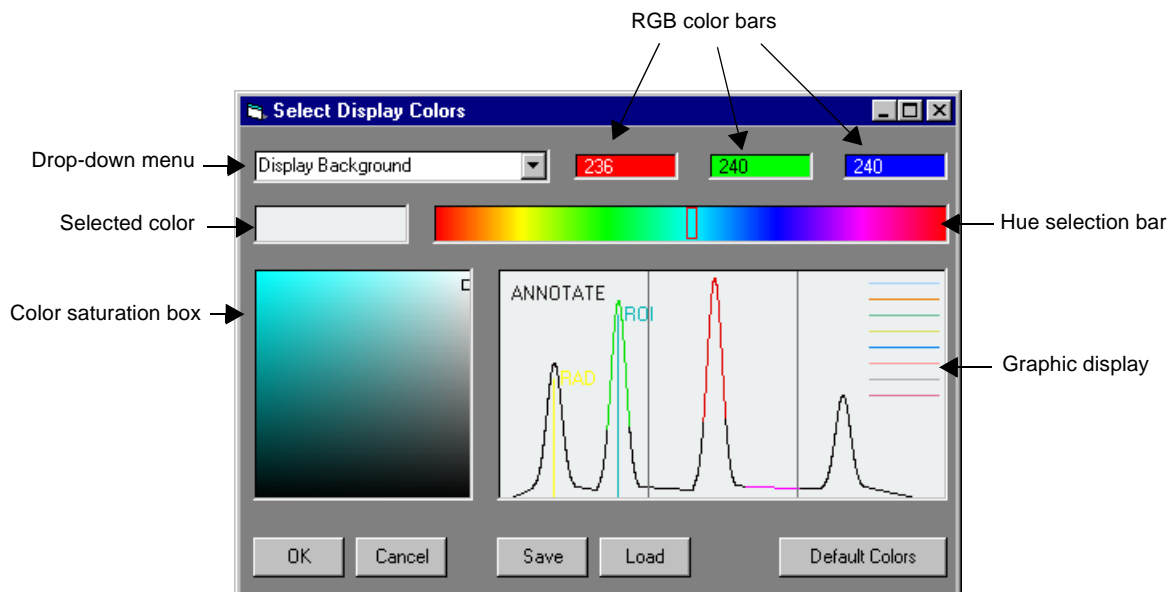 RGB color bars
Select Display Colors
Drop-down menu
Display Background
236
240
240
Selected color
Hue selection bar
Color saturation box
ANNOTATE
ROI
RAD
Graphic display
OK
Cancel
Save
Load
Default Colors